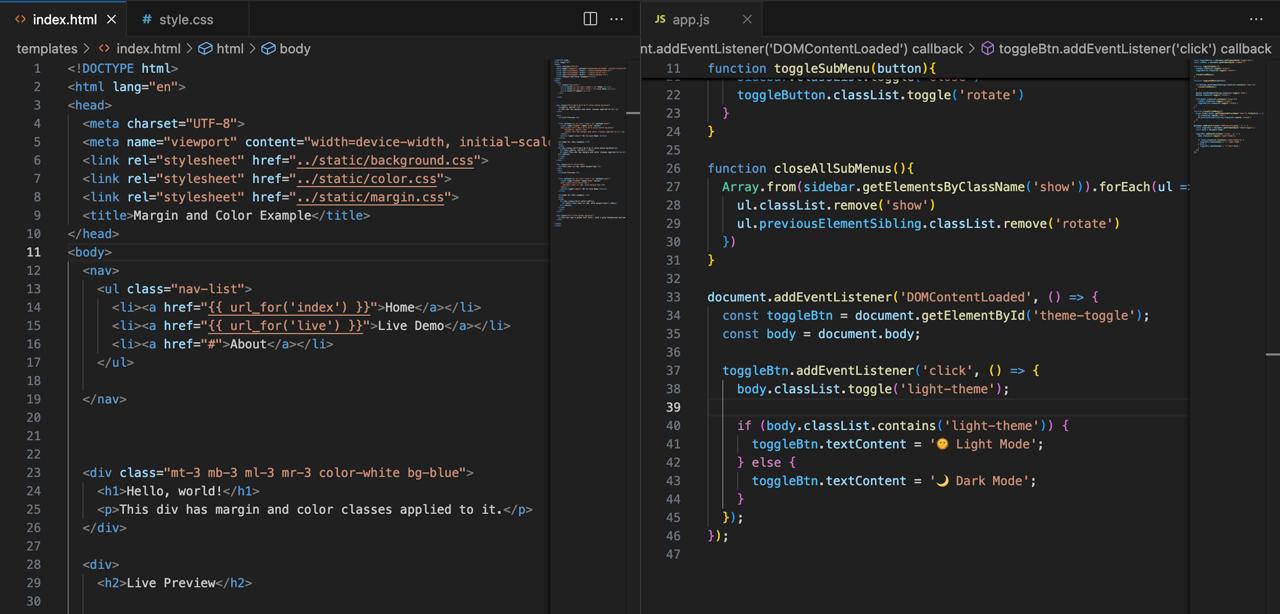 index.html
# style.css
templates > index.html > html > body
1 <!DOCTYPE html>
2 <html lang="en">
3 <head>
4 <meta charset="UTF-8">
5 <meta name="viewport" content="width=device-width, initial-scal
6 <link rel="stylesheet" href="../static/background.css">
7 <link rel="stylesheet" href="../static/color.css">
8 <link rel="stylesheet" href="../static/margin.css">
9 <title>Margin and Color Example</title>
10 </head>
11 <body>
12 <nav>
13 <ul class="nav-list">
14 <li><a href="{{ url_for('index') }}">Home</a></li>
15 <li><a href="{{ url_for('live') }}">Live Demo</a></li>
16 <li><a href="#">About</a></li>
17 </ul>
18
19 </nav>
20
21
22
23 <div class="mt-3 mb-3 ml-3 mr-3 color-white bg-blue">
24 <h1>Hello, world!</h1>
25 <p>This div has margin and color classes applied to it.</p>
26 </div>
27
28 <div>
29 <h2>Live Preview</h2>
30
JS app.js
nt.addEventListener('DOMContentLoaded') callback > toggleBtn.addEventListener('click') callback
11 function toggleSubMenu(button){
22 toggleButton.classList.toggle('rotate')
23 }
24 }
25
26 function closeAllSubMenus(){
27 Array.from(sidebar.getElementsByClassName('show')).forEach(ul =>
28 ul.classList.remove('show')
29 ul.previousElementSibling.classList.remove('rotate')
30 })
31 }
32
33 document.addEventListener('DOMContentLoaded', () => {
34 const toggleBtn = document.getElementById('theme-toggle');
35 const body = document.body;
36
37 toggleBtn.addEventListener('click', () => {
38 body.classList.toggle('light-theme');
39
40 if (body.classList.contains('light-theme')) {
41 toggleBtn.textContent = '🌞 Light Mode';
42 } else {
43 toggleBtn.textContent = '🌙 Dark Mode';
44 }
45 });
46 });
47